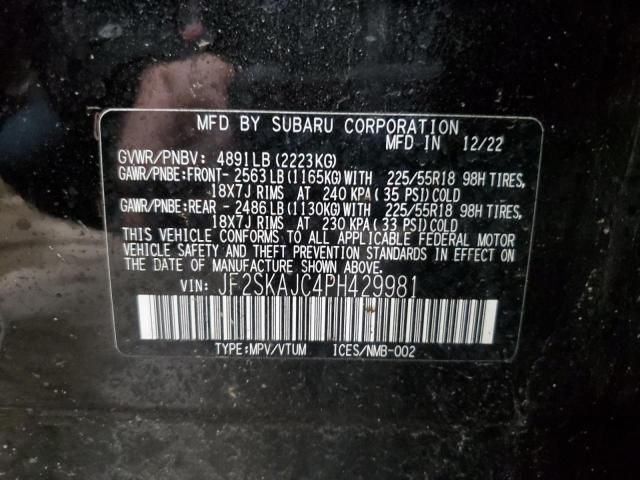 MFD BY SUBARU CORPORATION
MFD IN 12/22
GVWR/PNBV: 4891LB(2223KG)
GAWR/PNBE:FRONT- 2563LB(1165KG)WITH 225/55R18 98H TIRES,
18X7J RIMS AT 240 KPA(35 PSI)COLD
GAWR/PNBE:REAR - 2486LB(1130KG)WITH 225/55R18 98H TIRES,
18X7J RIMS AT 230 KPA(33 PSI)COLD
THIS VEHICLE CONFORMS TO ALL APPLICABLE FEDERAL MOTOR
VEHICLE SAFETY AND THEFT PREVENTION STANDARDS IN EFFECT ON
THE DATE OF MANUFACTURE SHOWN ABOVE.
VIN: JF2SKAJC4PH429981
TYPE:MPV/VTUM ICES/NMB-002